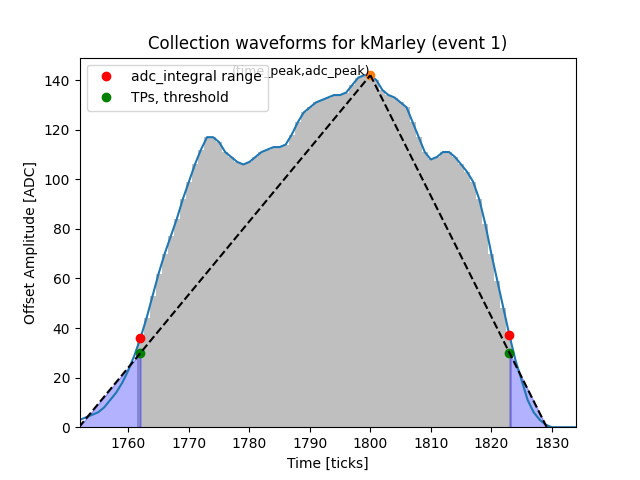 Collection waveforms for kMarley (event 1)
adc_integral range
TPs, threshold
_peak,adc_peak)
140
120
100
80
60
40
20
0
Offset Amplitude [ADC]
1760 1770 1780 1790 1800 1810 1820 1830
Time [ticks]